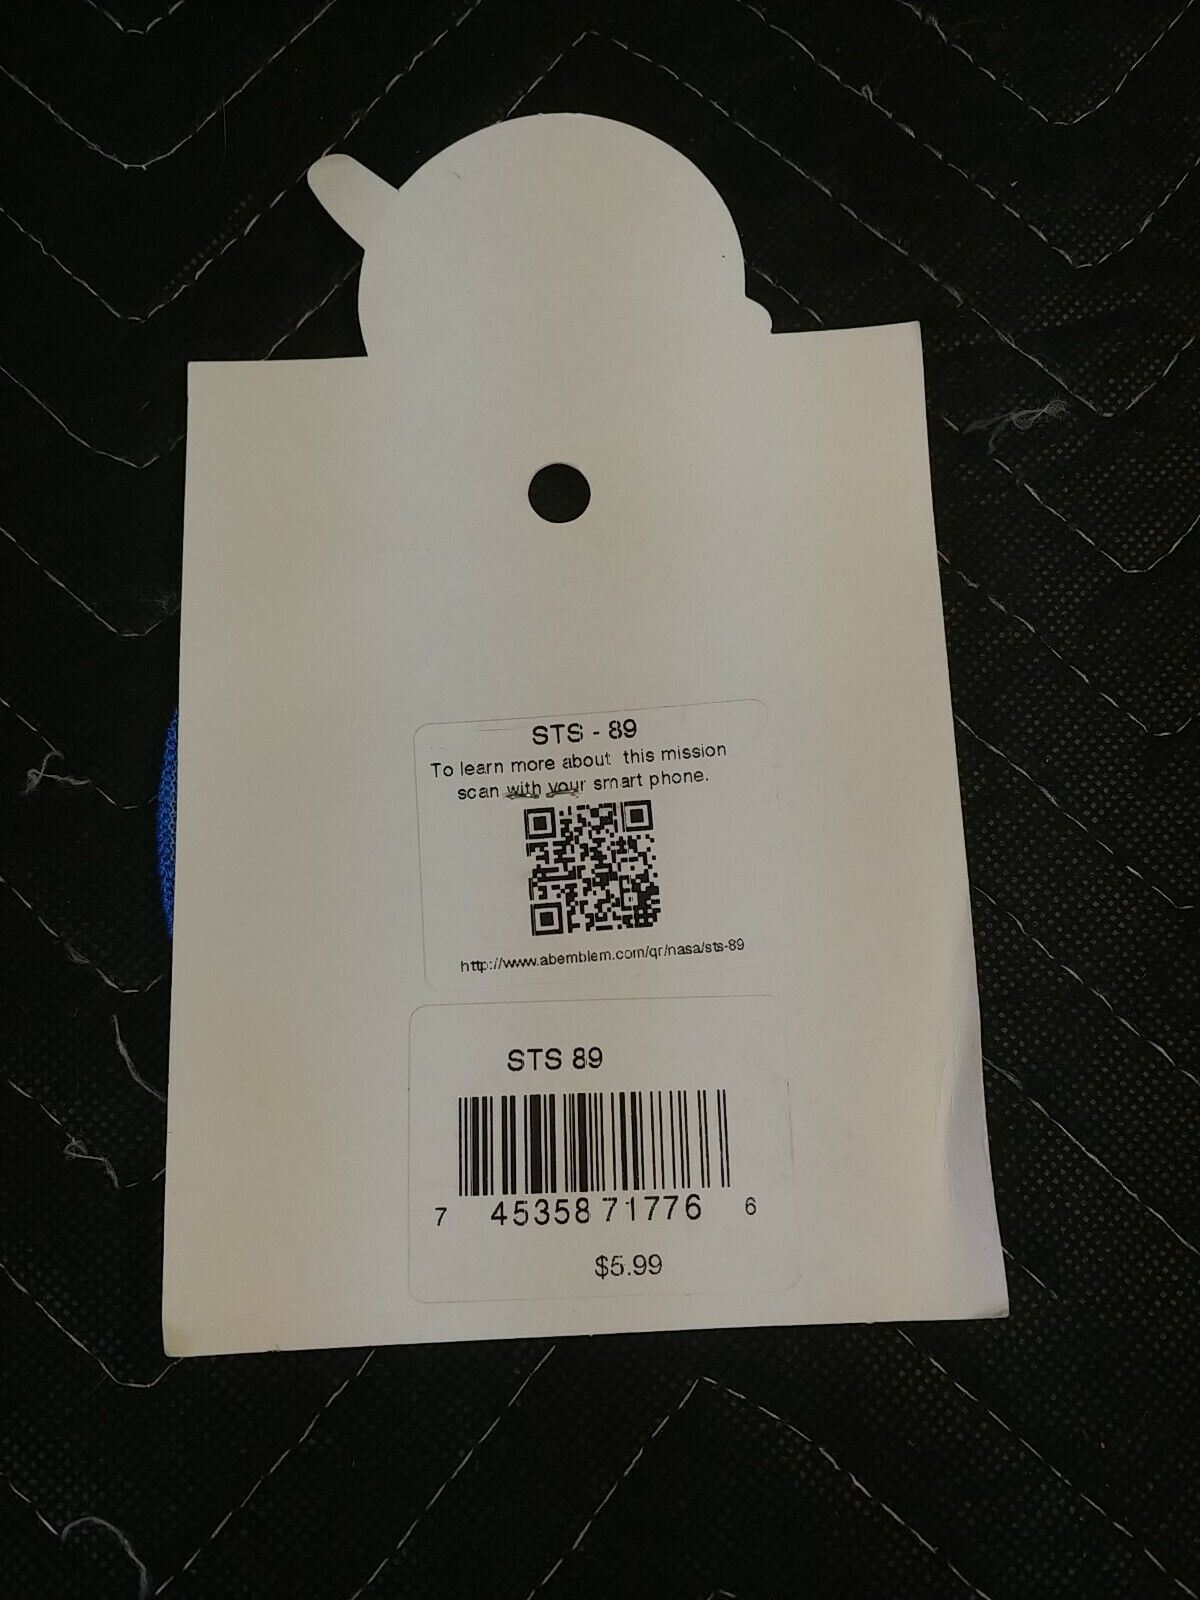 STS - 89
To learn more about this mission
scan with your smart phone.
http://www.abemblem.com/qr/nasa/sts-89
STS 89
7 45358 71776 6
$5.99